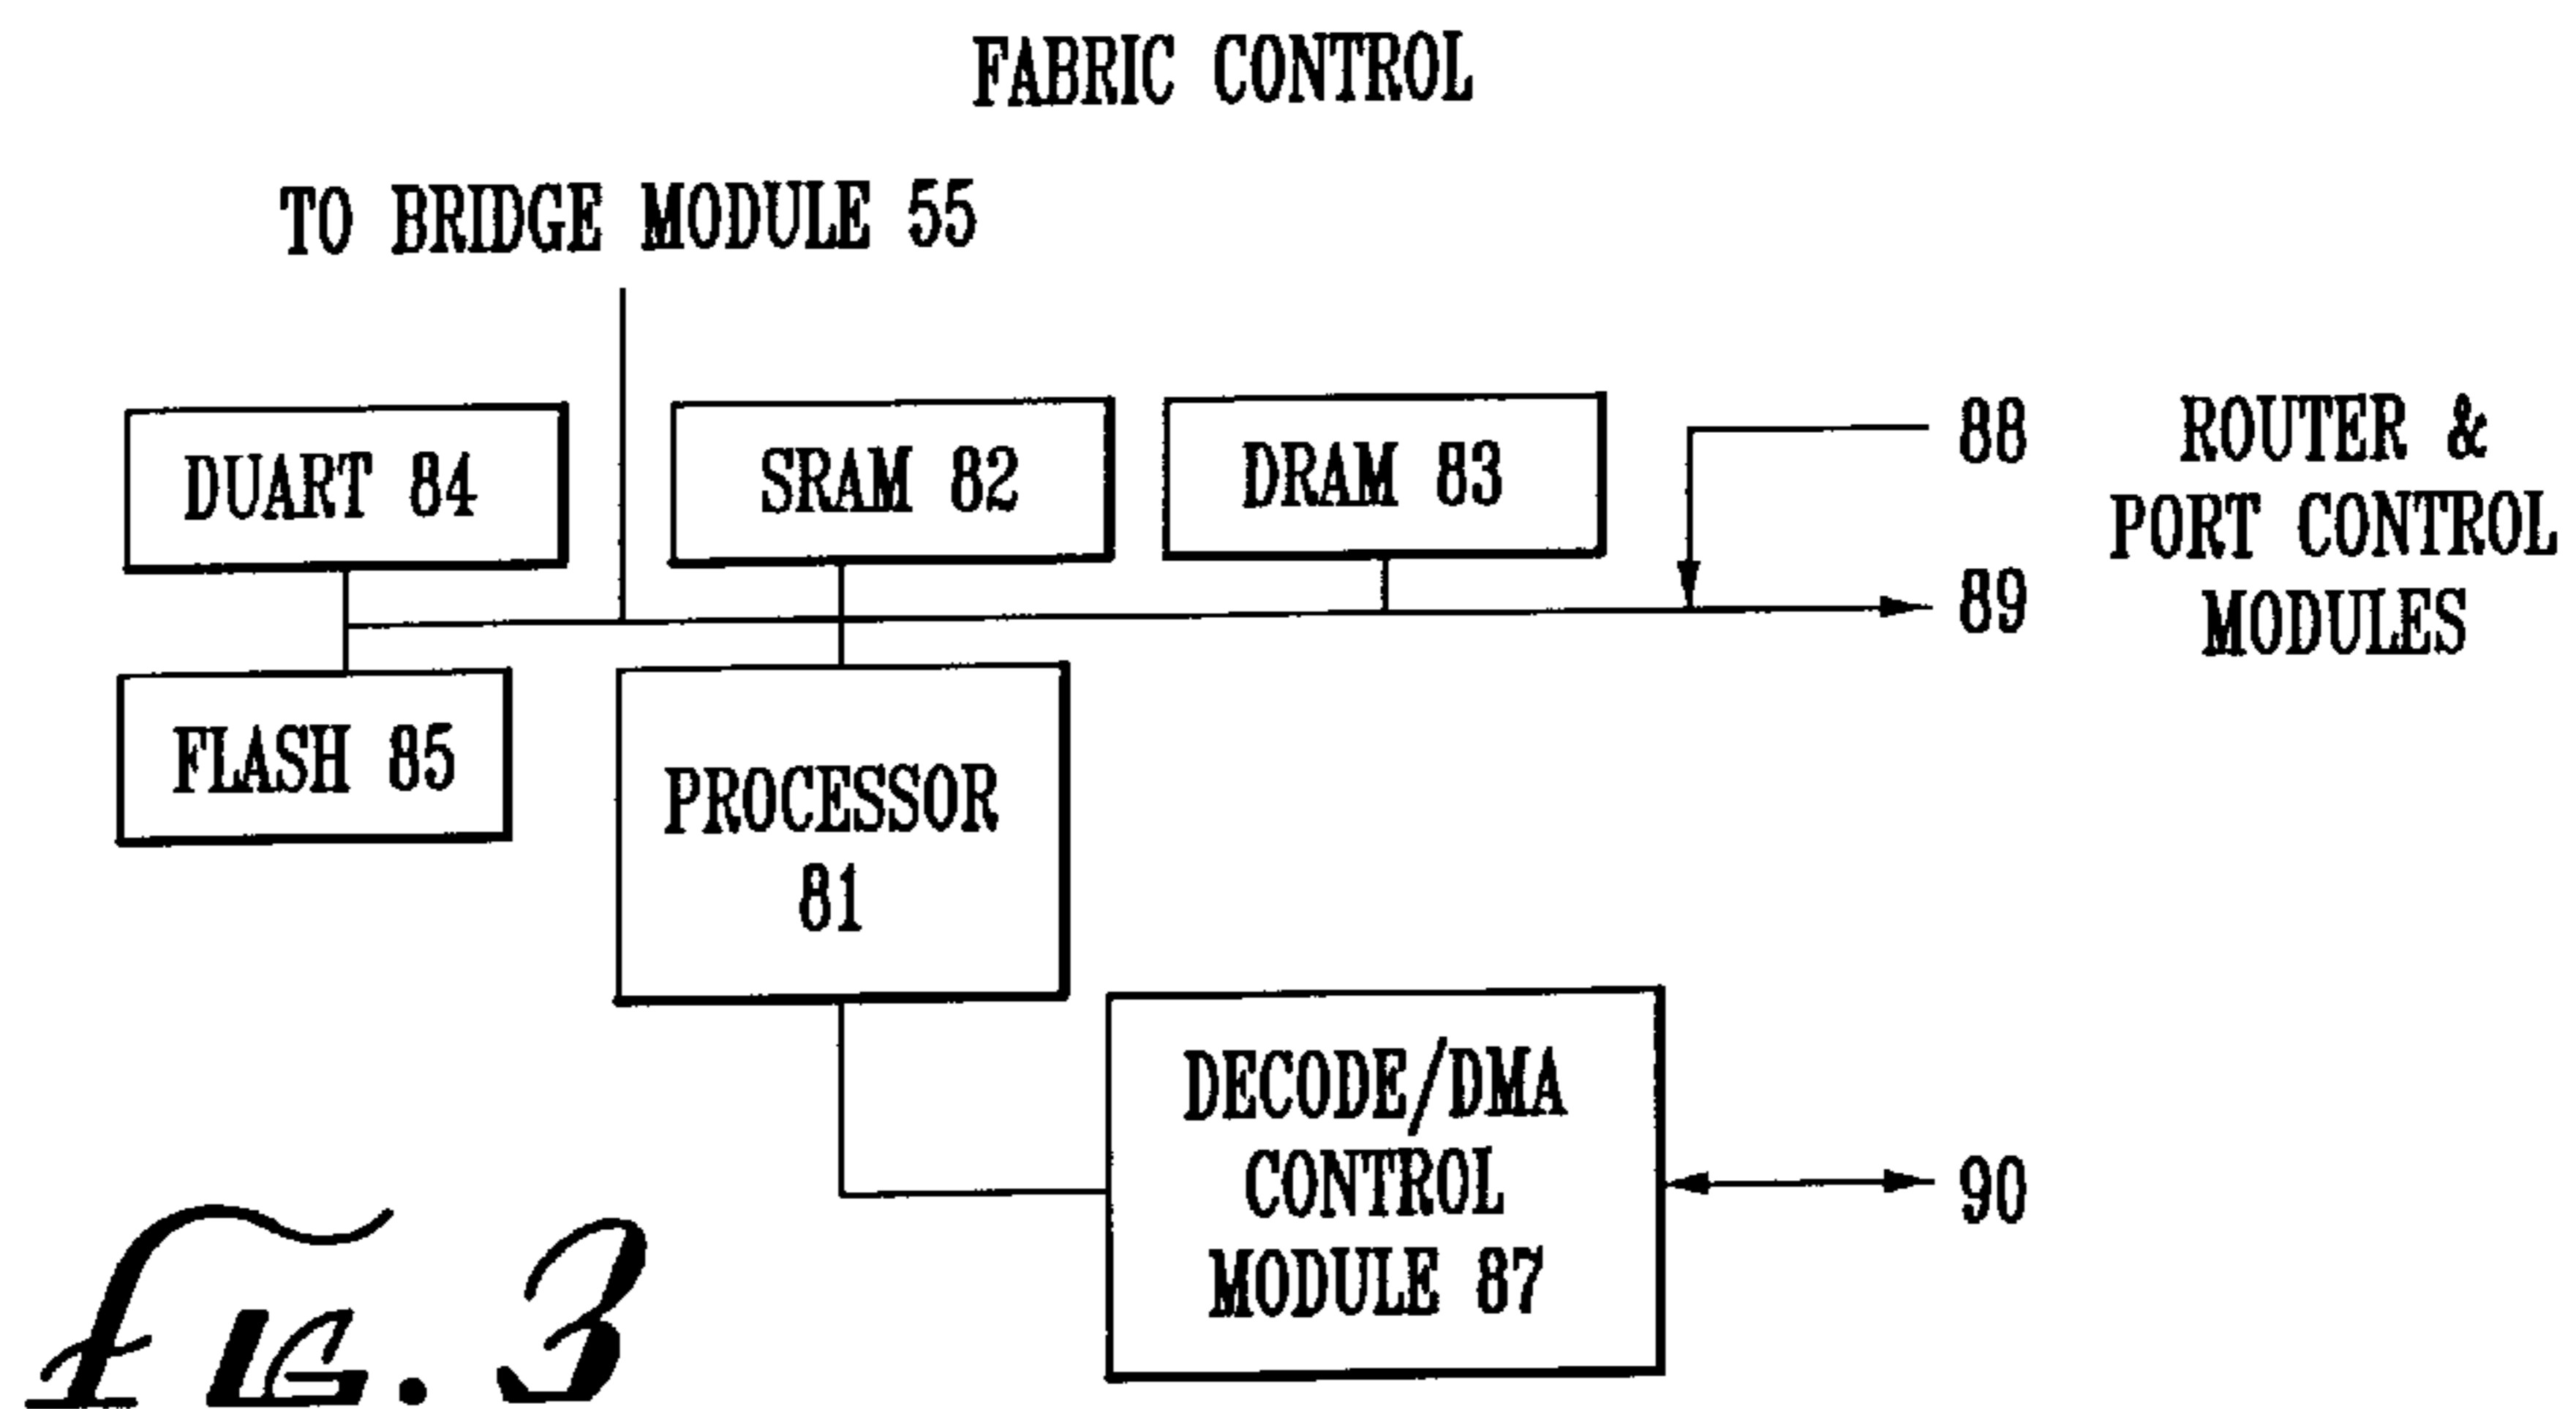 FABRIC CONTROL
TO BRIDGE MODULE 55
DUART 84
SRAM 82
DRAM 83
88
ROUTER &
PORT CONTROL
MODULES
89
FLASH 85
PROCESSOR
81
DECODE/DMA
CONTROL
MODULE 87
90
FIG. 3